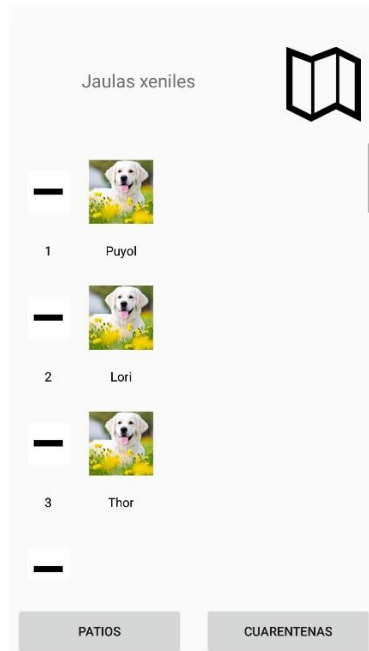 Jaulas xeniles
1 Puyol
2 Lori
3 Thor
PATIOS CUARENTENAS